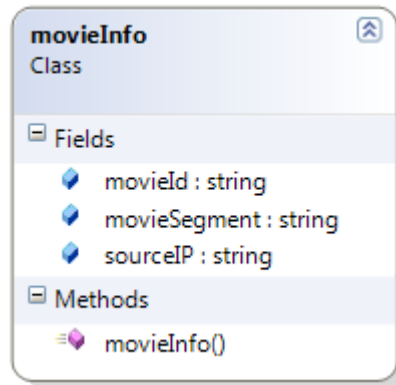 movieInfo
Class
Fields
movieId : string
movieSegment : string
sourceIP : string
Methods
movieInfo()